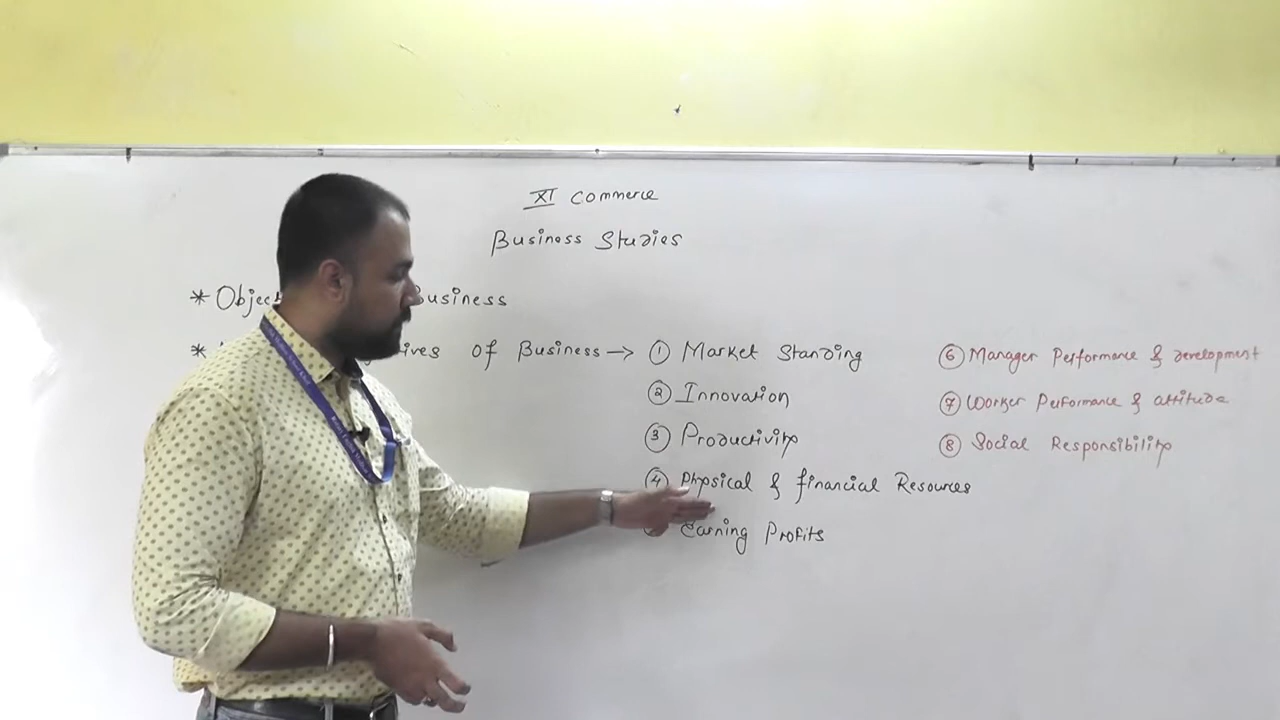 XI Commerce
Business Studies
* Objec Business
* ives Of Business → ① Market Standing
② Innovation
③ Productivity
④ Physical & financial Resources
Earning Profits
⑥ Manager Performance & development
⑦ Worker Performance & attitude
⑧ Social Responsibility